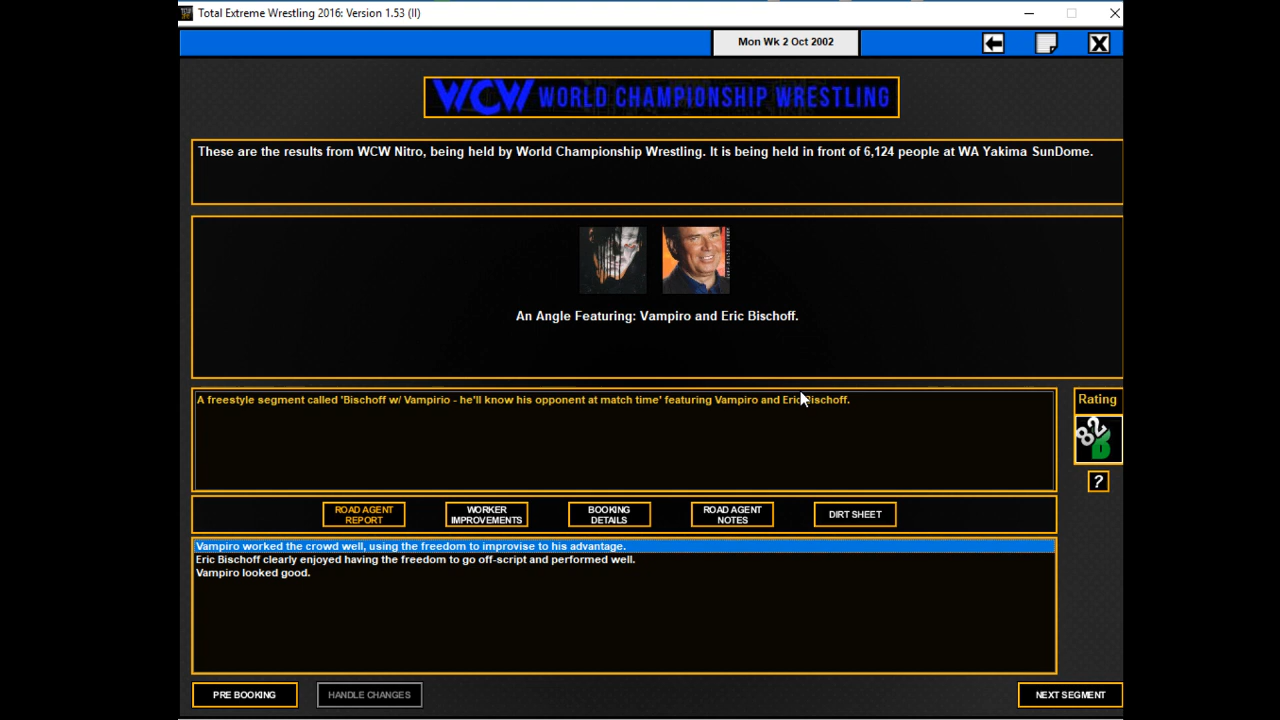 Total Extreme Wrestling 2016: Version 1.53 (II)
Mon Wk 2 Oct 2002
WCW WORLD CHAMPIONSHIP WRESTLING
These are the results from WCW Nitro, being held by World Championship Wrestling. It is being held in front of 6,124 people at WA Yakima SunDome.
An Angle Featuring: Vampiro and Eric Bischoff.
A freestyle segment called 'Bischoff w/ Vampirio - he'll know his opponent at match time' featuring Vampiro and Eric Bischoff.
Rating
82
B
?
ROAD AGENT REPORT
WORKER IMPROVEMENTS
BOOKING DETAILS
ROAD AGENT NOTES
DIRT SHEET
Vampiro worked the crowd well, using the freedom to improvise to his advantage.
Eric Bischoff clearly enjoyed having the freedom to go off-script and performed well.
Vampiro looked good.
PRE BOOKING
HANDLE CHANGES
NEXT SEGMENT